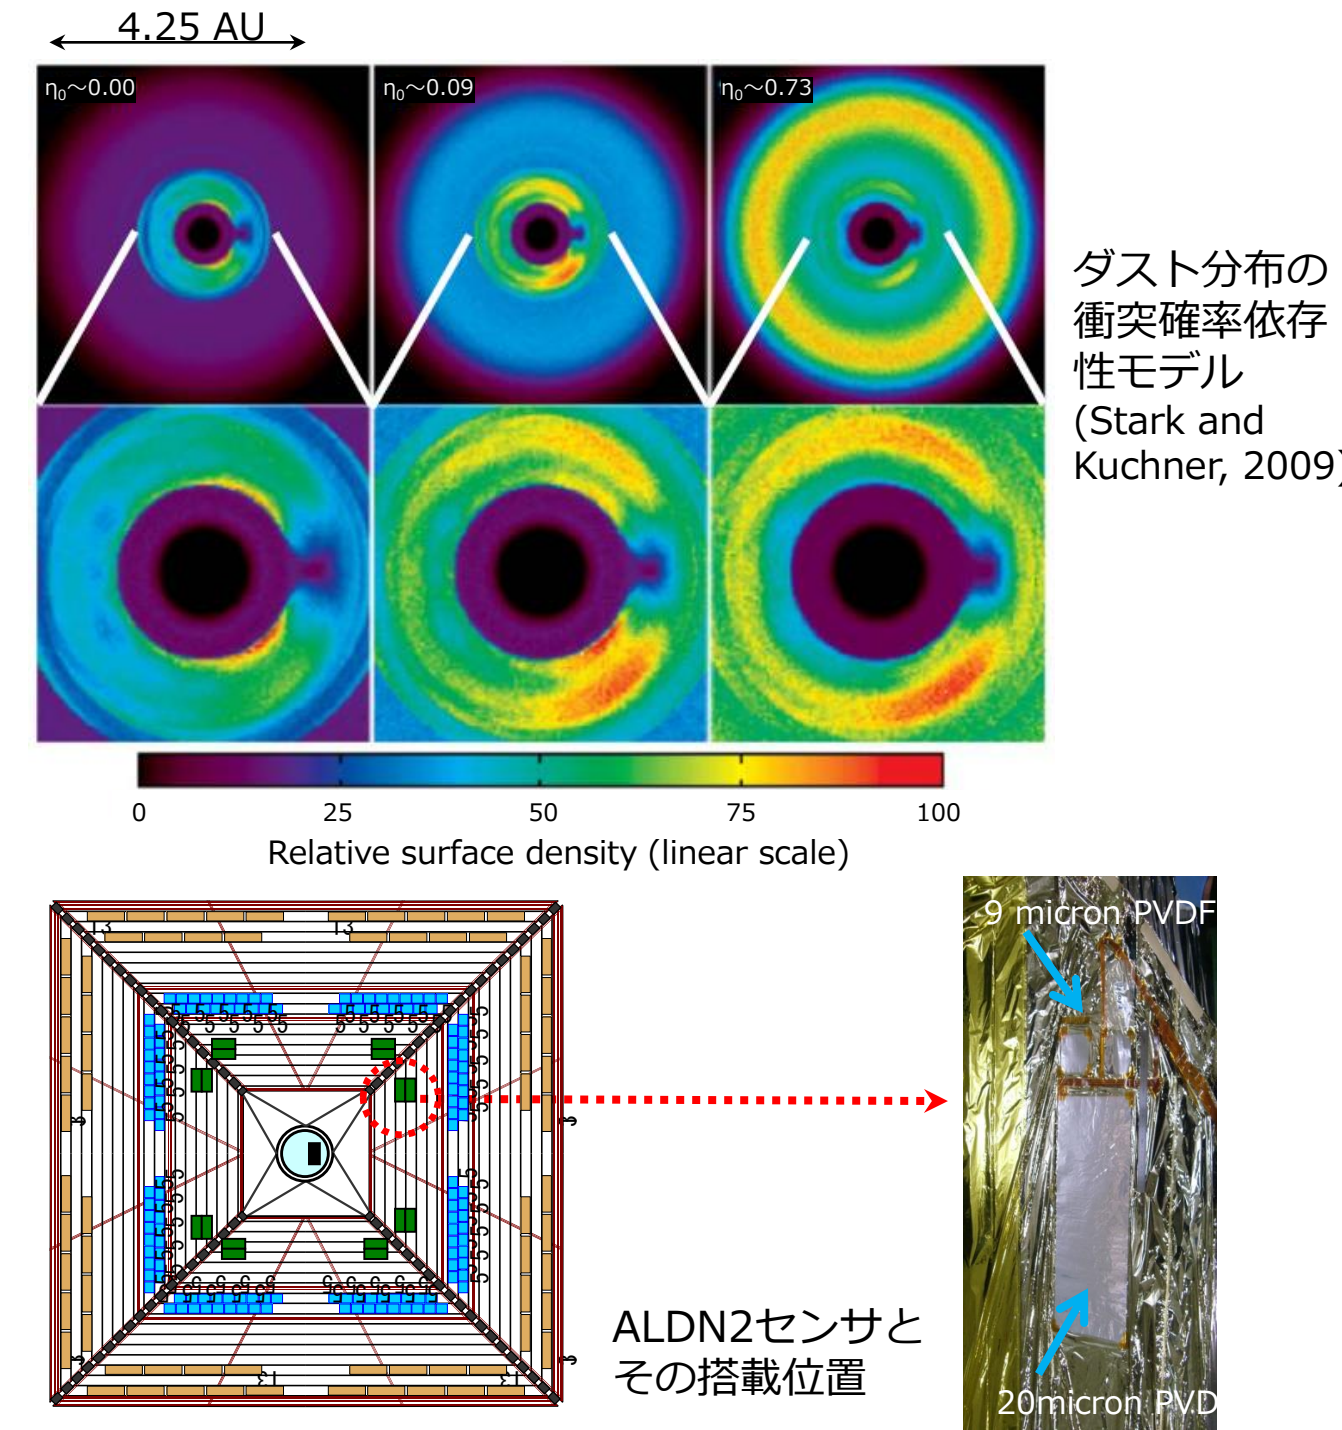 4.25 AU
η₀～0.00
η₀～0.09
η₀～0.73
ダスト分布の
衝突確率依存
性モデル
(Stark and
Kuchner, 2009)
0 25 50 75 100
Relative surface density (linear scale)
9 micron PVDF
13 13
ALDN2センサと
その搭載位置
20micron PVD